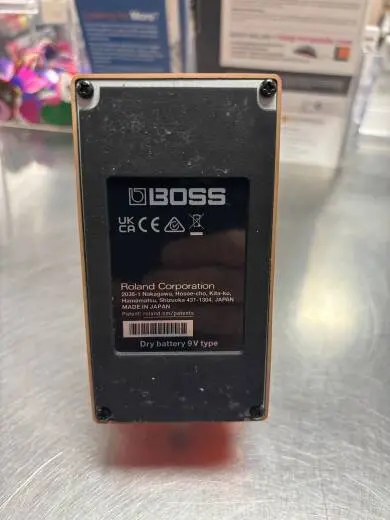 BOSS
UK
CA CE
Roland Corporation
2036-1 Nakagawa, Hosoe-cho, Kita-ku,
Hamamatsu, Shizuoka 431-1304, JAPAN
MADE IN JAPAN
Patent: roland.cm/patents
Dry battery 9V type